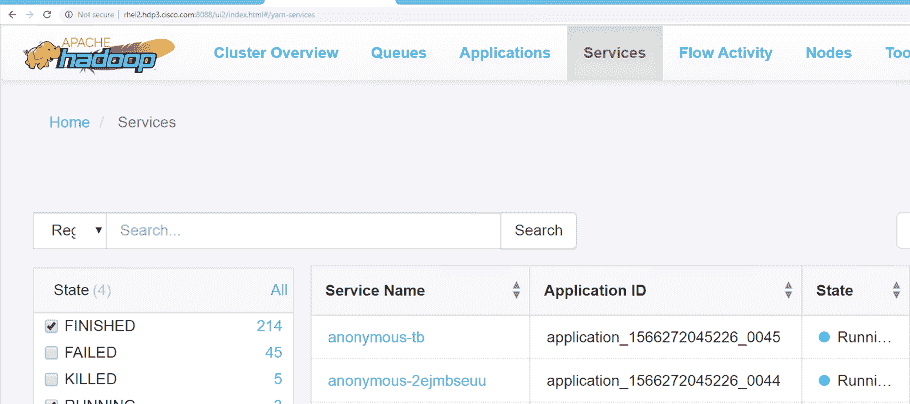 Not secure | rhel2.hdp3.cisco.com:8088/ui2/index.html#/yarn-services
APACHE
hadoop
Cluster Overview Queues Applications Services Flow Activity Nodes Too
Home / Services
Reg Search... Search
State (4) All
FINISHED 214
FAILED 45
KILLED 5
RUNNING 3
Service Name Application ID State
anonymous-tb application_1566272045226_0045 Runni...
anonymous-2ejmbseuu application_1566272045226_0044 Runni...